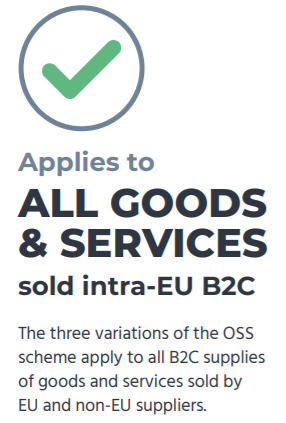 Applies to
ALL GOODS
& SERVICES
sold intra-EU B2C
The three variations of the OSS
scheme apply to all B2C supplies
of goods and services sold by
EU and non-EU suppliers.